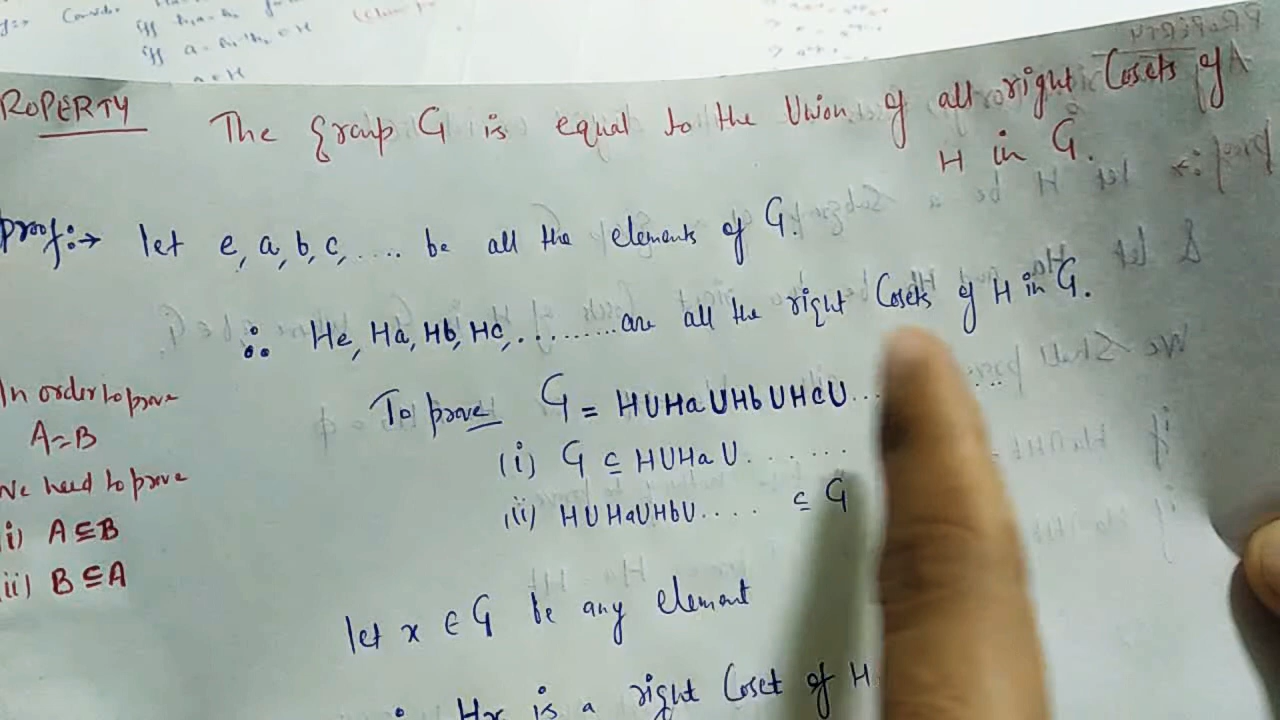 ROPERTY The group G is equal to the Union of all right Cosets of
H in G.
Proof:→ let e, a, b, c, .... be all the elements of G.
∴ He, Ha, Hb, Hc, ......... are all the right Cosets of H in G.
In order to prove
A=B
We need to prove
(i) A⊆B
(ii) B⊆A
To prove G = HUHaUHbUHcU...
(i) G ⊆ HUHaU......
(ii) HUHaUHbU.... ⊆ G
let x ∈ G be any element
∴ Hx is a right Coset of H